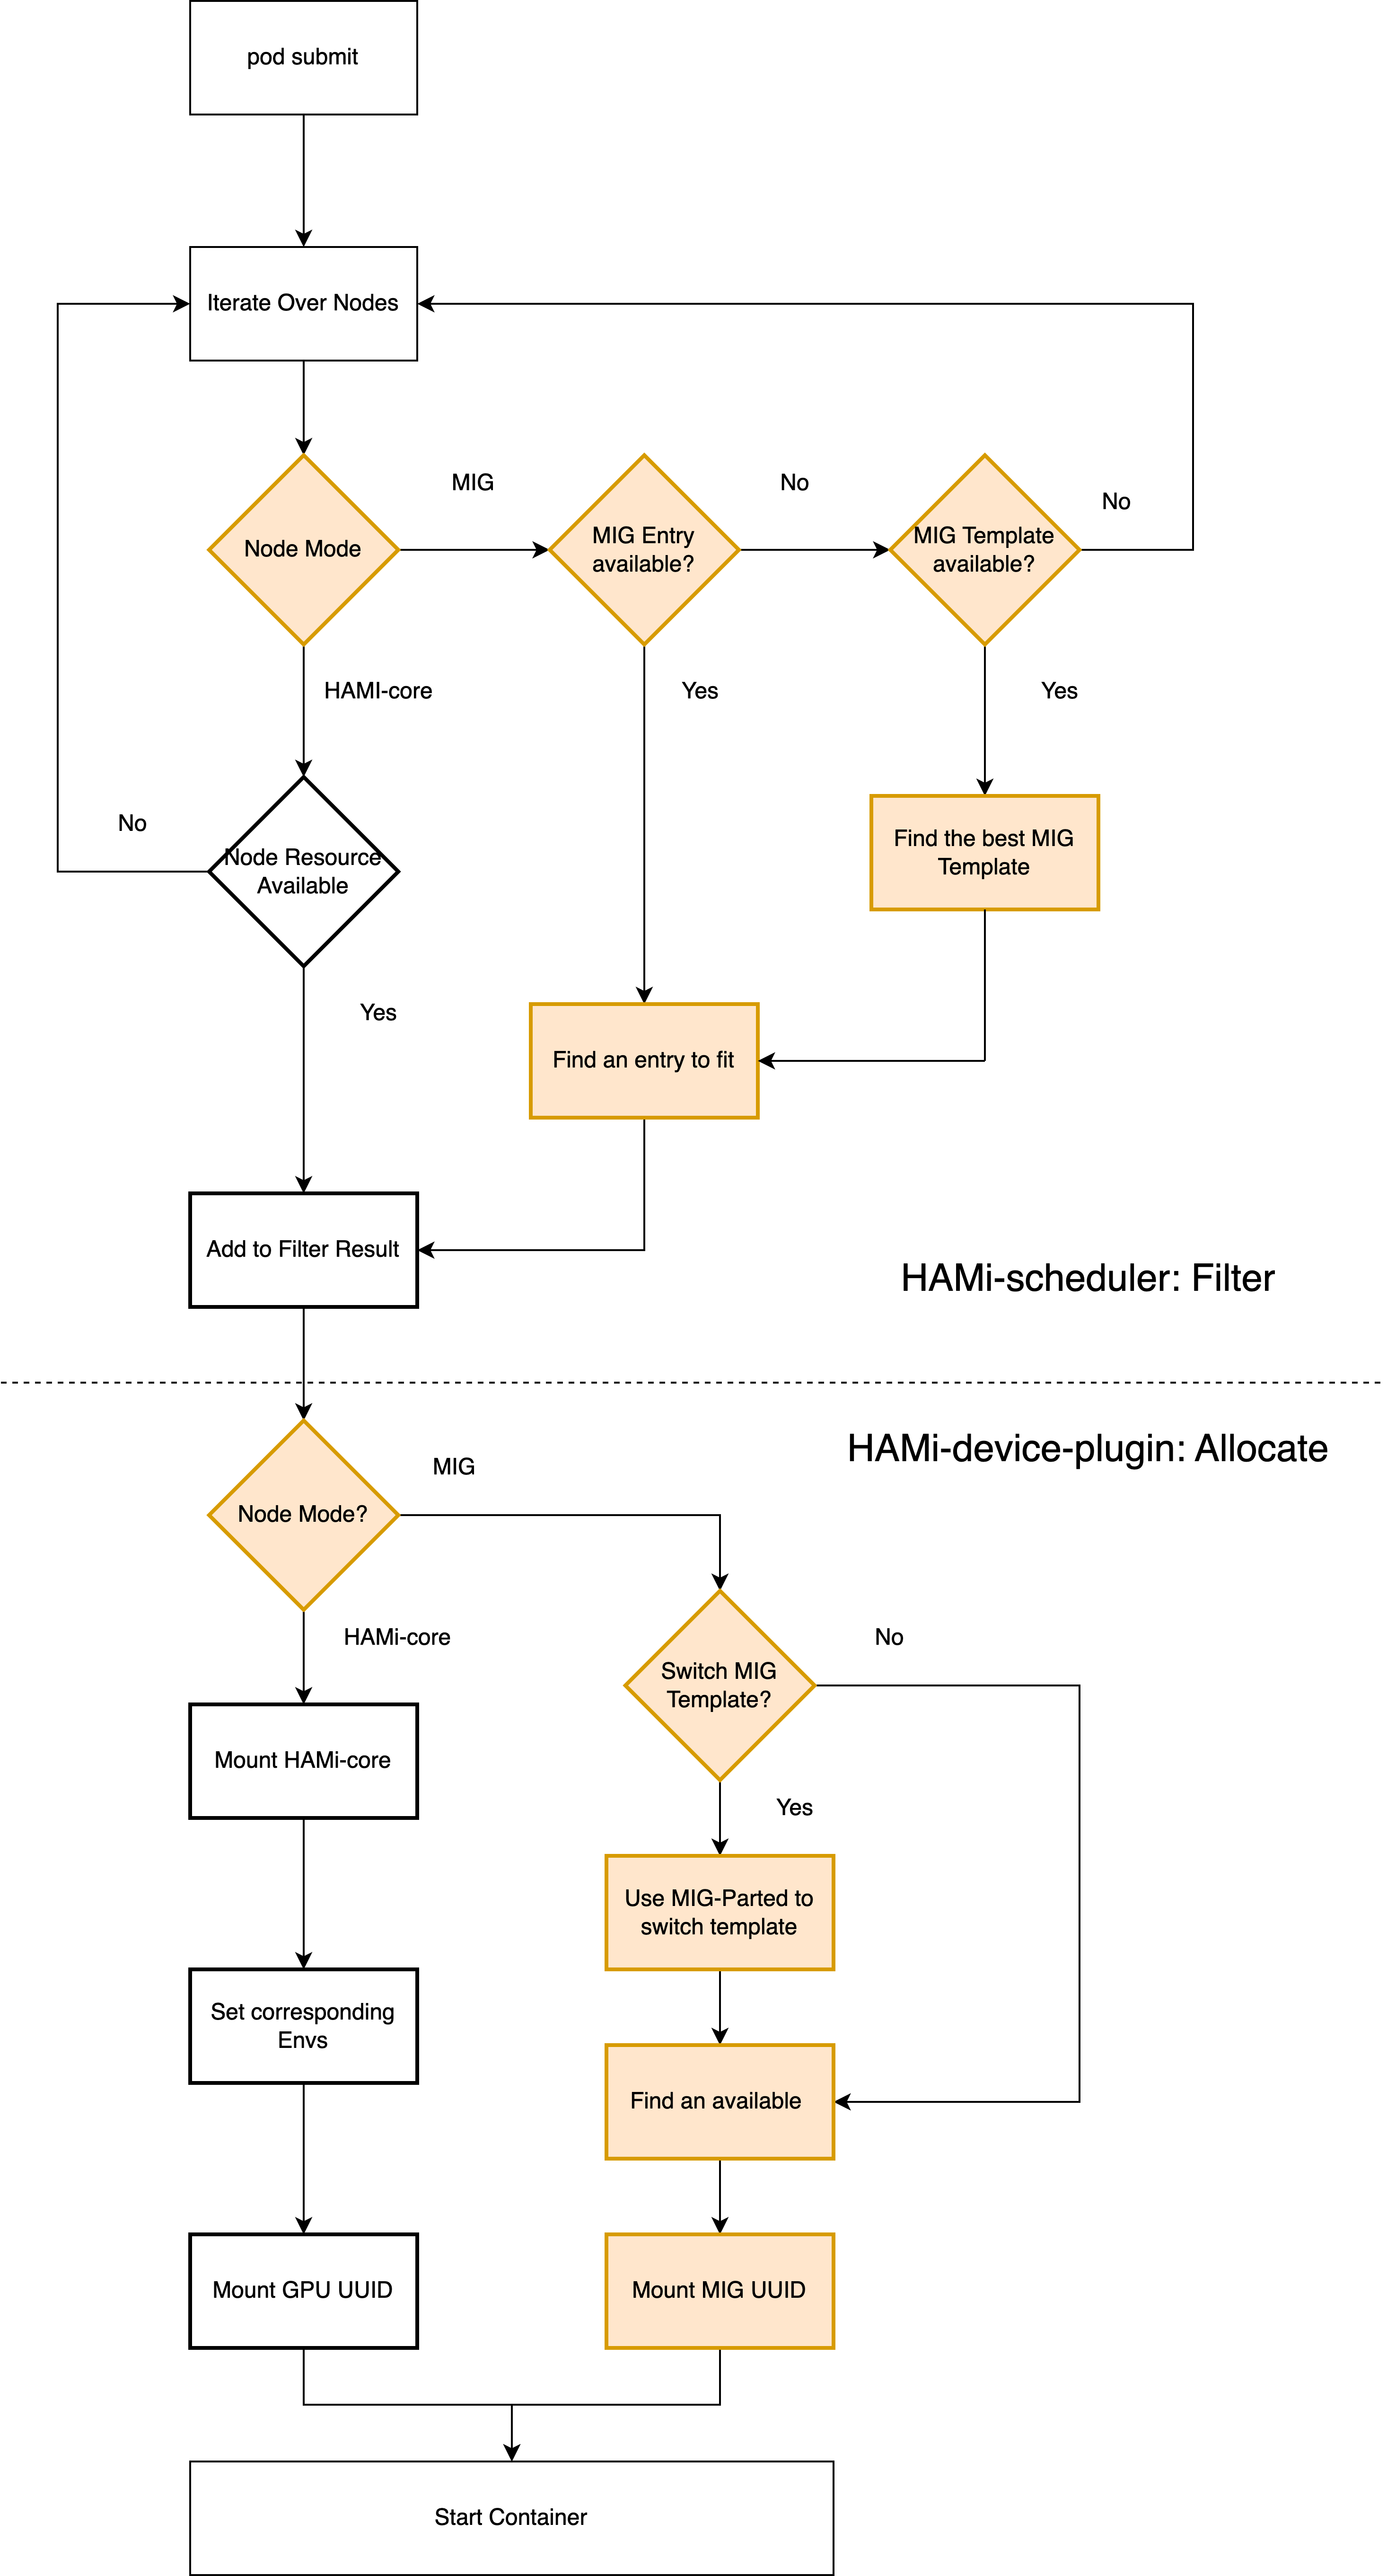 pod submit
Iterate Over Nodes
MIG
No
No
Node Mode
MIG Entry
available?
MIG Template
available?
HAMI-core
Yes
Yes
No
Node Resource
Available
Find the best MIG
Template
Yes
Find an entry to fit
Add to Filter Result
HAMi-scheduler: Filter
HAMi-device-plugin: Allocate
MIG
Node Mode?
HAMi-core
No
Switch MIG
Template?
Mount HAMi-core
Yes
Use MIG-Parted to
switch template
Set corresponding
Envs
Find an available
Mount GPU UUID
Mount MIG UUID
Start Container